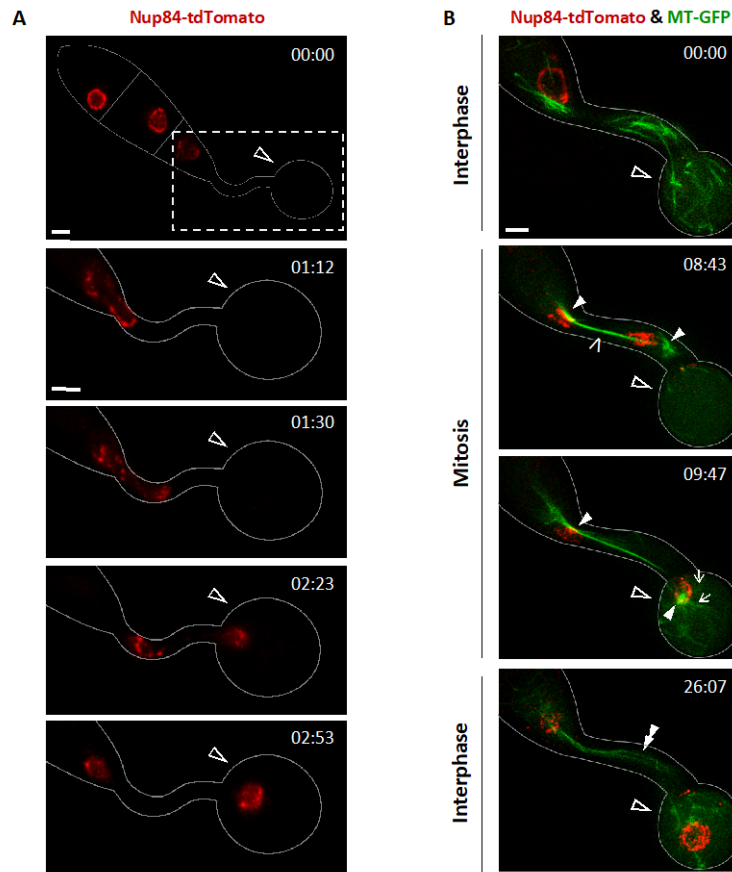 A
Nup84-tdTomato
00:00
01:12
01:30
02:23
02:53
B
Nup84-tdTomato & MT-GFP
Interphase
00:00
Mitosis
08:43
09:47
Interphase
26:07